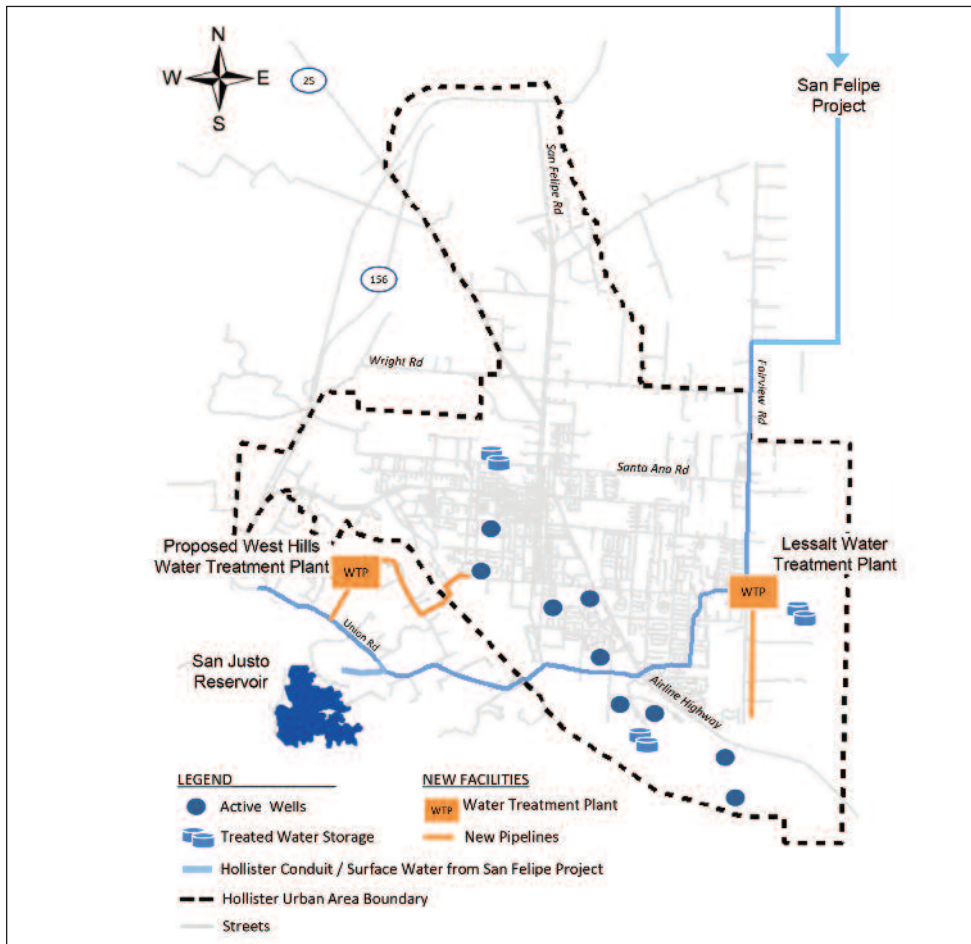 N
W E
S
25
San Felipe
Project
San Felipe Rd
156
Wright Rd
Fairview Rd
Santa Ana Rd
Proposed West Hills
Water Treatment Plant
WTP
Lessalt Water
Treatment Plant
WTP
Union Rd
San Justo
Reservoir
Airline Highway
LEGEND
Active Wells
Treated Water Storage
Hollister Conduit / Surface Water from San Felipe Project
Hollister Urban Area Boundary
Streets
NEW FACILITIES
WTP Water Treatment Plant
New Pipelines